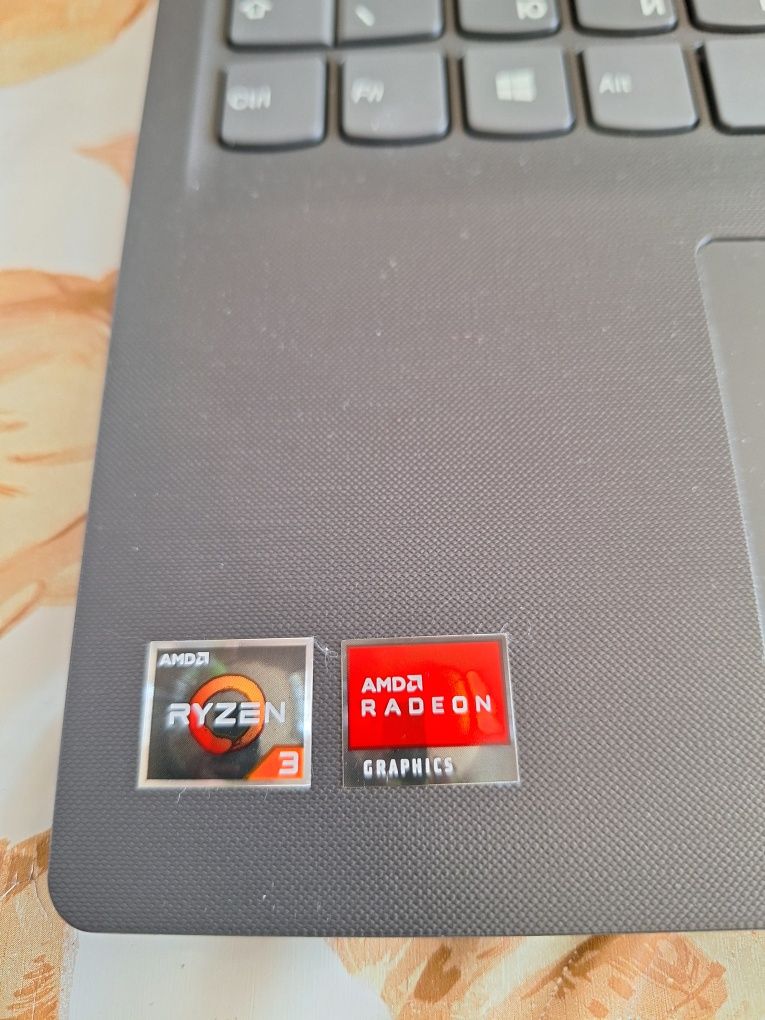 Ю
И
Ctrl
Fn
Alt
AMD
RYZEN
3
AMD
RADEON
GRAPHICS